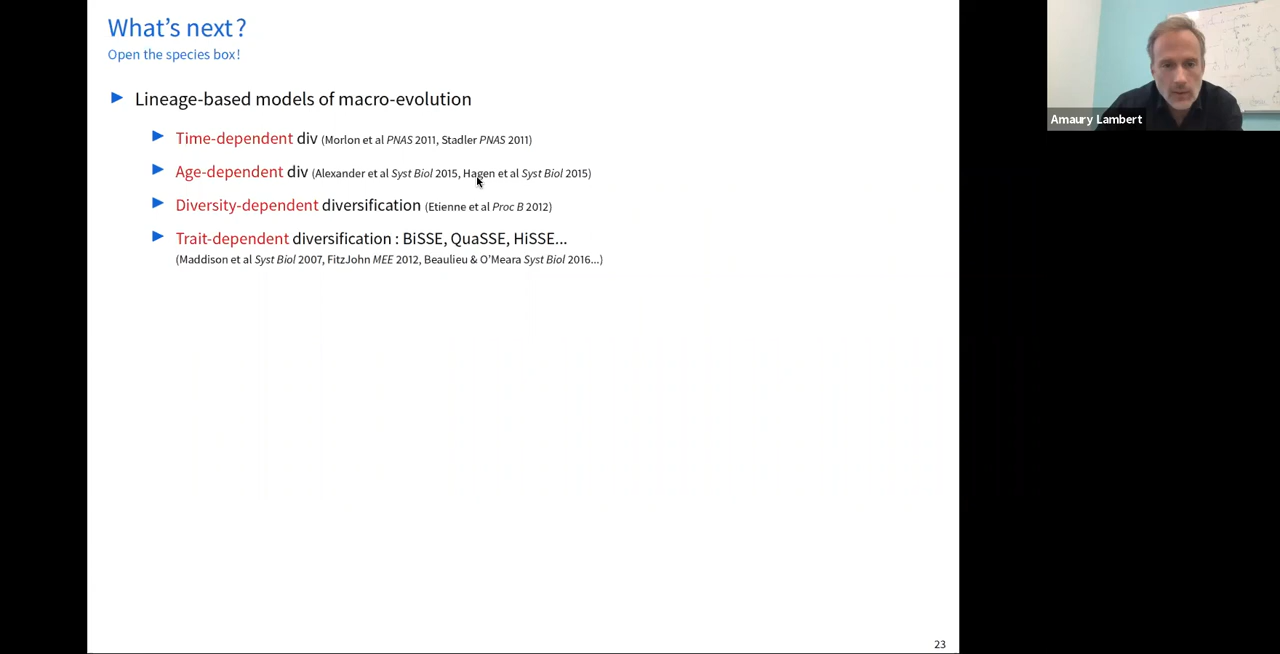 What's next ?
Open the species box !
Lineage-based models of macro-evolution
Time-dependent div (Morlon et al PNAS 2011, Stadler PNAS 2011)
Age-dependent div (Alexander et al Syst Biol 2015, Hagen et al Syst Biol 2015)
Diversity-dependent diversification (Etienne et al Proc B 2012)
Trait-dependent diversification : BiSSE, QuaSSE, HiSSE...
(Maddison et al Syst Biol 2007, FitzJohn MEE 2012, Beaulieu & O'Meara Syst Biol 2016...)
23
Amaury Lambert